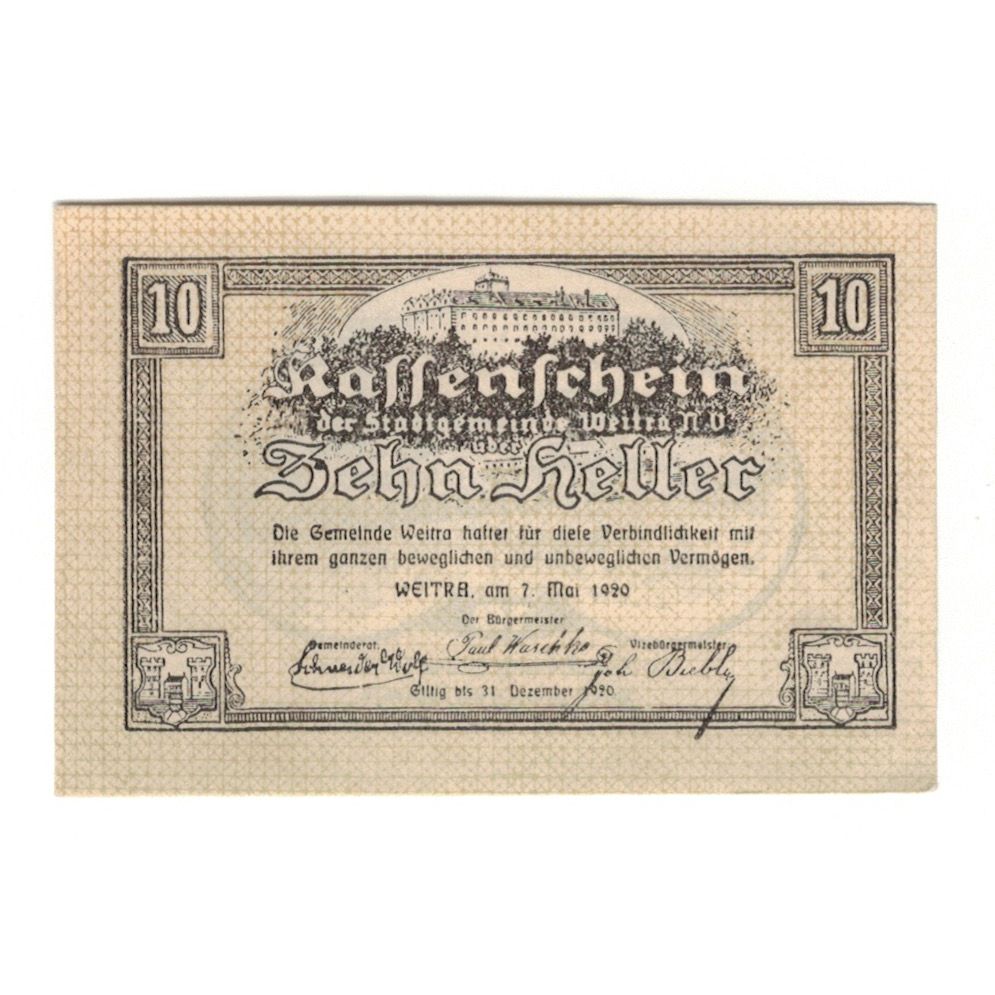 10 10
Kassenschein
der Stadtgemeinde Weitra N.Ö.
über
Zehn Heller
Die Gemeinde Weitra haftet für diese Verbindlichkeit mit
ihrem ganzen beweglichen und unbeweglichen Vermögen.
WEITRA, am 7. Mai 1920
Der Bürgermeister
Gemeinderat. Paul Waschko Vizebürgermeister
Schneider Joh
Giltig bis 31 Dezember 1920